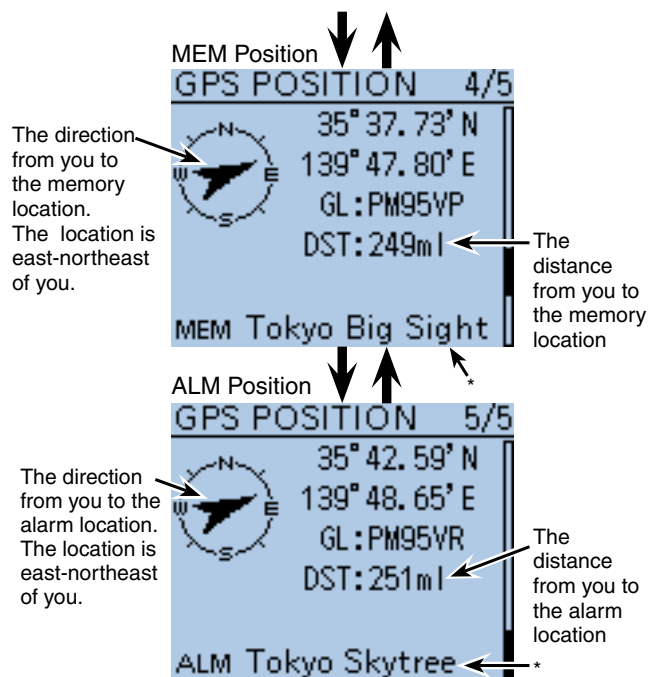 MEM Position
GPS POSITION 4/5
The direction
from you to
the memory
location.
The location is
east-northeast
of you.
N
W E
S
35°37.73'N
139°47.80'E
GL:PM95VP
DST:249ml
The
distance
from you to
the memory
location
MEM Tokyo Big Sight
*
ALM Position
GPS POSITION 5/5
The direction
from you to the
alarm location.
The location is
east-northeast
of you.
N
W E
S
35°42.59'N
139°48.65'E
GL:PM95VR
DST:251ml
The
distance
from you to
the alarm
location
ALM Tokyo Skytree
*